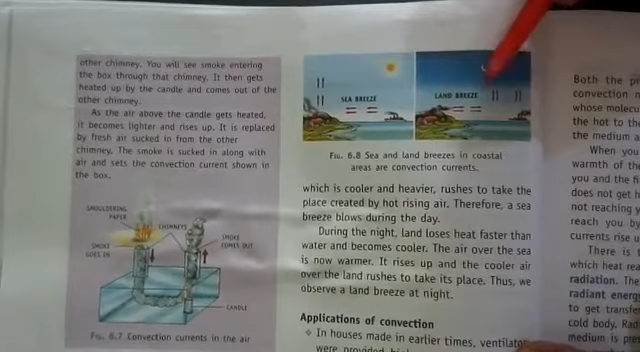 other chimney. You will see smoke entering
the box through that chimney. It then gets
heated up by the candle and comes out of the
other chimney.
As the air above the candle gets heated,
it becomes lighter and rises up. It is replaced
by fresh air sucked in from the other
chimney. The smoke is sucked in along with
air and sets the convection current shown in
the box.
SMOULDERING
PAPER
CHIMNEYS
SMOKE
GOES IN
SMOKE
COMES OUT
CANDLE
FIG. 6.7 Convection currents in the air
SEA BREEZE
LAND BREEZE
FIG. 6.8 Sea and land breezes in coastal
areas are convection currents.
which is cooler and heavier, rushes to take the
place created by hot rising air. Therefore, a sea
breeze blows during the day.
During the night, land loses heat faster than
water and becomes cooler. The air over the sea
is now warmer. It rises up and the cooler air
over the land rushes to take its place. Thus, we
observe a land breeze at night.
Applications of convection
❖ In houses made in earlier times,
were provided
Both the
convection
whose
the hot to the
the medium
When you
warmth of the
you and the
does not get
not reaching
reach you by
currents rise
There is
which heat
radiation. The
radiant energy
to get
cold body.
medium is